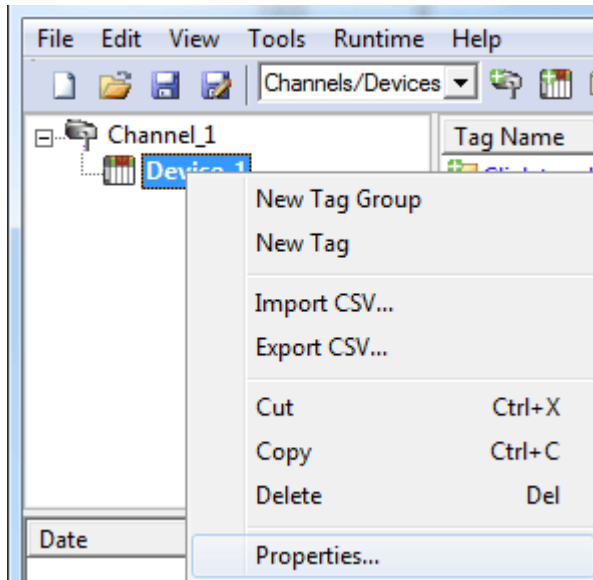 File Edit View Tools Runtime Help
Channels/Devices
Channel_1
Tag Name
Device_1
New Tag Group
New Tag
Import CSV...
Export CSV...
Cut Ctrl+X
Copy Ctrl+C
Delete Del
Date
Properties...